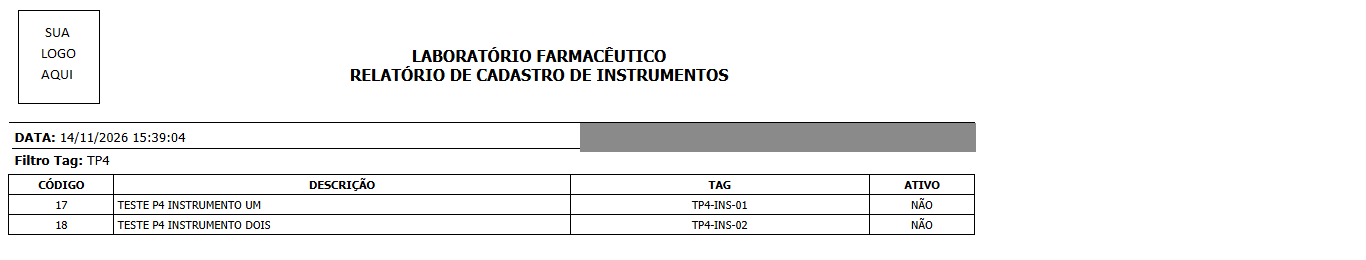 SUA
LOGO
AQUI
LABORATÓRIO FARMACÊUTICO
RELATÓRIO DE CADASTRO DE INSTRUMENTOS
DATA: 14/11/2026 15:39:04
Filtro Tag: TP4
CÓDIGO DESCRIÇÃO TAG ATIVO
17 TESTE P4 INSTRUMENTO UM TP4-INS-01 NÃO
18 TESTE P4 INSTRUMENTO DOIS TP4-INS-02 NÃO